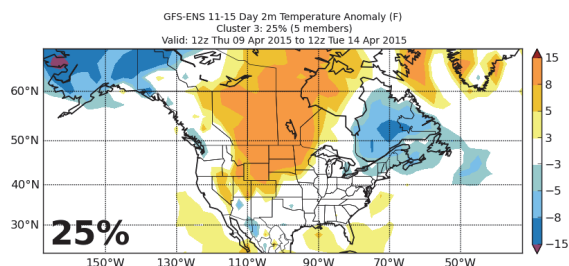 GFS-ENS 11-15 Day 2m Temperature Anomaly (F)
Cluster 3: 25% (5 members)
Valid: 12z Thu 09 Apr 2015 to 12z Tue 14 Apr 2015
60°N
50°N
40°N
30°N
25%
150°W 130°W 110°W 90°W 70°W 50°W
15
8
5
3
−3
−5
−8
−15